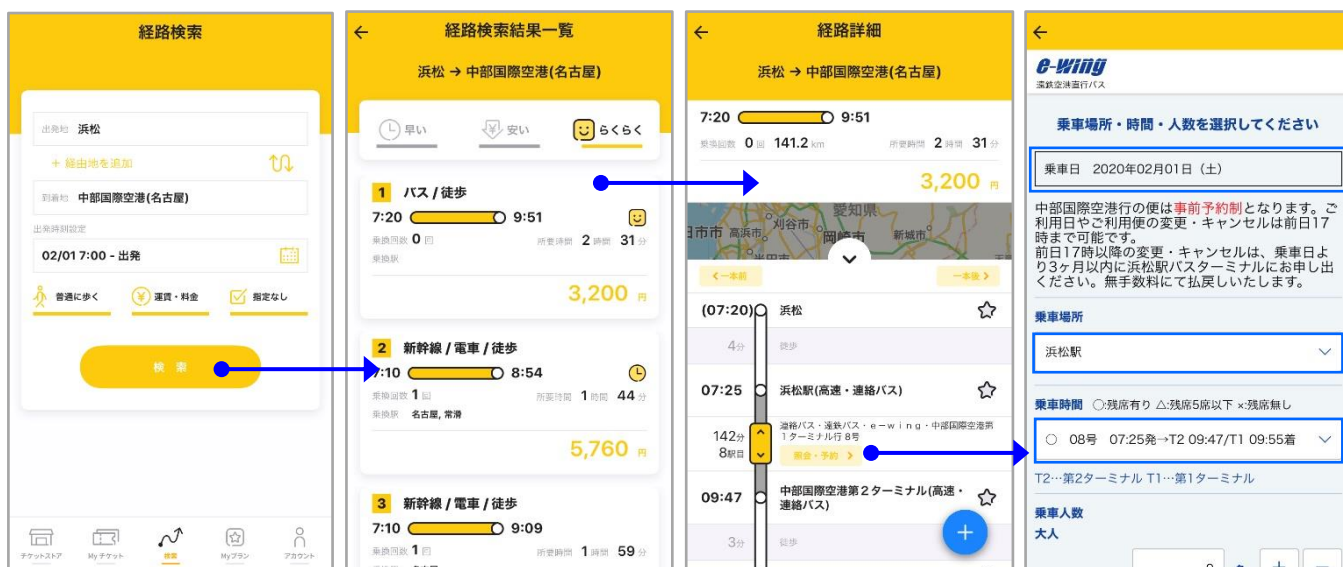 経路検索
出発地 浜松
+ 経由地を追加
到着地 中部国際空港(名古屋)
出発時刻設定
02/01 7:00 - 出発
普通に歩く
運賃・料金
指定なし
検 索
チケットストア
Myチケット
検索
Myプラン
アカウント
経路検索結果一覧
浜松 → 中部国際空港(名古屋)
早い
安い
らくらく
1 バス / 徒歩
7:20 9:51
乗換回数 0 回 所要時間 2 時間 31 分
乗換駅
3,200 円
2 新幹線 / 電車 / 徒歩
7:10 8:54
乗換回数 1 回 所要時間 1 時間 44 分
乗換駅 名古屋, 常滑
5,760 円
3 新幹線 / 電車 / 徒歩
7:10 9:09
乗換回数 1 回 所要時間 1 時間 59 分
経路詳細
浜松 → 中部国際空港(名古屋)
7:20 9:51
乗換回数 0 回 141.2 km 所要時間 2 時間 31 分
3,200 円
愛知県
刈谷市
高浜市
岡崎市
新城市
<一本前
一本後>
(07:20) 浜松
4分 徒歩
07:25 浜松駅(高速・連絡バス)
連絡バス・遠鉄バス・e-wing・中部国際空港第
142分 1ターミナル行 8号
8駅目 照会・予約 >
09:47 中部国際空港第2ターミナル(高速・
連絡バス)
3分 徒歩
e-wing
遠鉄空港直行バス
乗車場所・時間・人数を選択してください
乗車日 2020年02月01日(土)
中部国際空港行の便は事前予約制となります。ご
利用日やご利用便の変更・キャンセルは前日17
時まで可能です。
前日17時以降の変更・キャンセルは、乗車日よ
り3ヶ月以内に浜松駅バスターミナルにお申し出
ください。無手数料にて払戻しいたします。
乗車場所
浜松駅
乗車時間 ○:残席有り △:残席5席以下 ×:残席無し
○ 08号 07:25発→T2 09:47/T1 09:55着
T2…第2ターミナル T1…第1ターミナル
乗車人数
大人